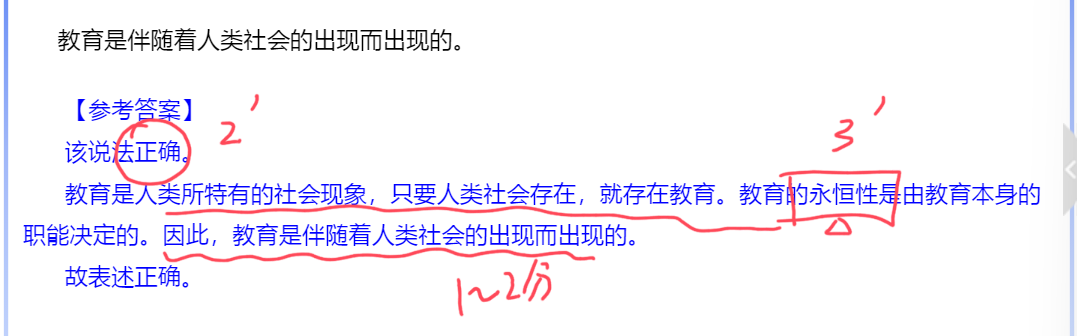 教育是伴随着人类社会的出现而出现的。
【参考答案】
2'
3'
该说法正确。
教育是人类所特有的社会现象，只要人类社会存在，就存在教育。教育的永恒性是由教育本身的
职能决定的。因此，教育是伴随着人类社会的出现而出现的。
故表述正确。
1~2分